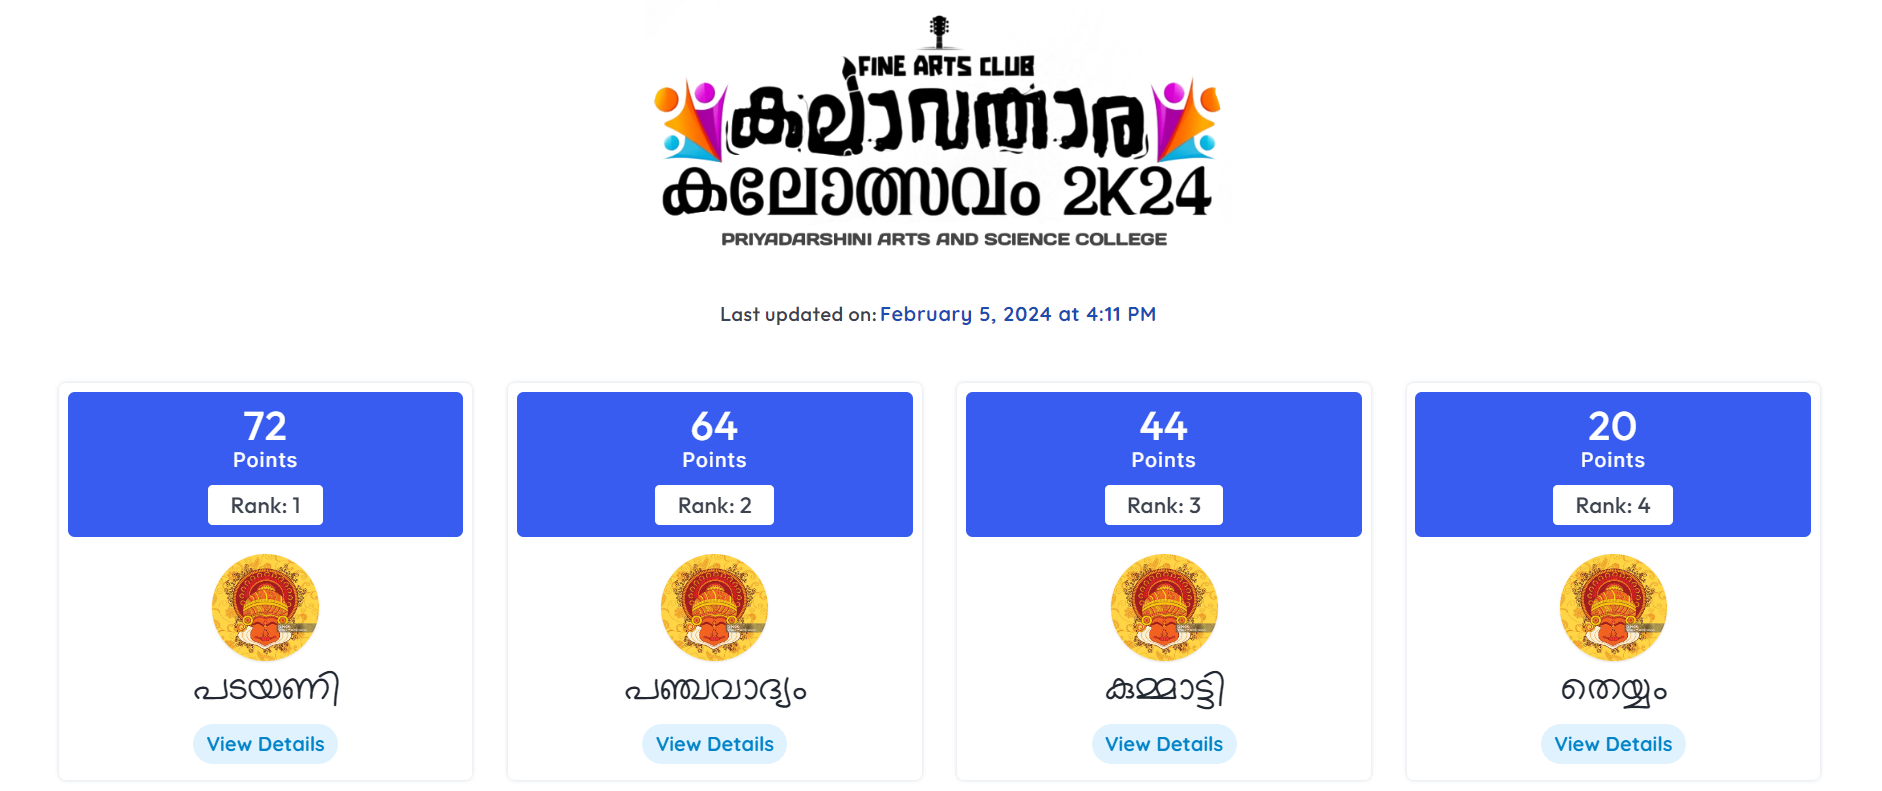 FINE ARTS CLUB
കലാവതാര
കലോത്സവം 2K24
PRIYADARSHINI ARTS AND SCIENCE COLLEGE
Last updated on: February 5, 2024 at 4:11 PM
72
Points
Rank: 1
പടയണി
View Details
64
Points
Rank: 2
പഞ്ചവാദ്യം
View Details
44
Points
Rank: 3
കുമ്മാട്ടി
View Details
20
Points
Rank: 4
തെയ്യം
View Details